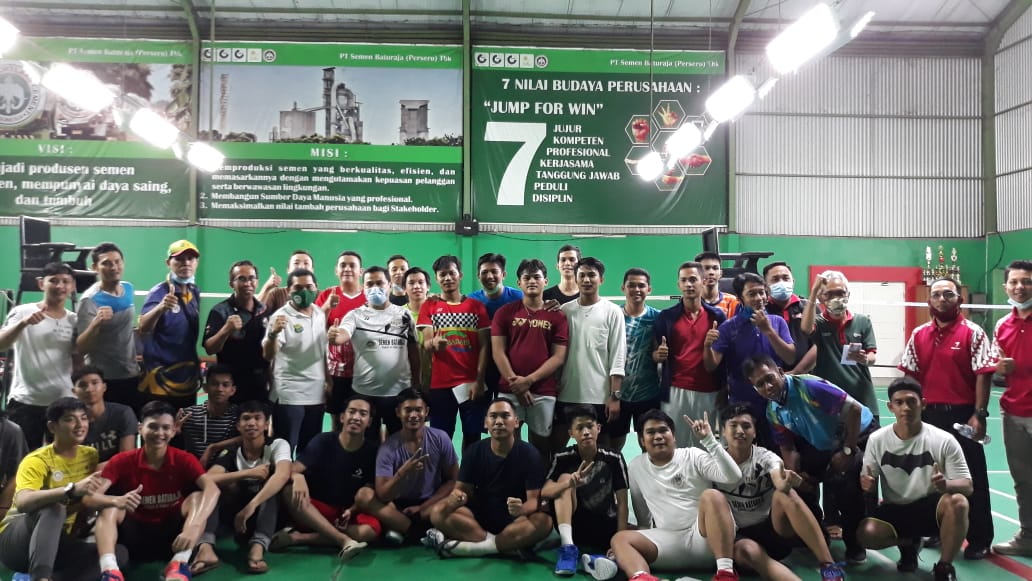 PT Semen Baturaja (Persero) Tbk
VISI :
jadi produsen semen
en, mempunyai daya saing,
dan tumbuh
PT Semen Baturaja (Persero) Tbk
MISI :
emproduksi semen yang berkualitas, efisien, dan
memasarkannya dengan mengutamakan kepuasan pelanggan
serta berwawasan lingkungan.
2. Membangun Sumber Daya Manusia yang profesional.
3. Memaksimalkan nilai tambah perusahaan bagi Stakeholder.
PT Semen Baturaja (Persero) Tbk
7 NILAI BUDAYA PERUSAHAAN :
"JUMP FOR WIN"
7
JUJUR
KOMPETEN
PROFESIONAL
KERJASAMA
TANGGUNG JAWAB
PEDULI
DISIPLIN
YONEX
SEMEN BATURAJA
SEMEN BATURAJA